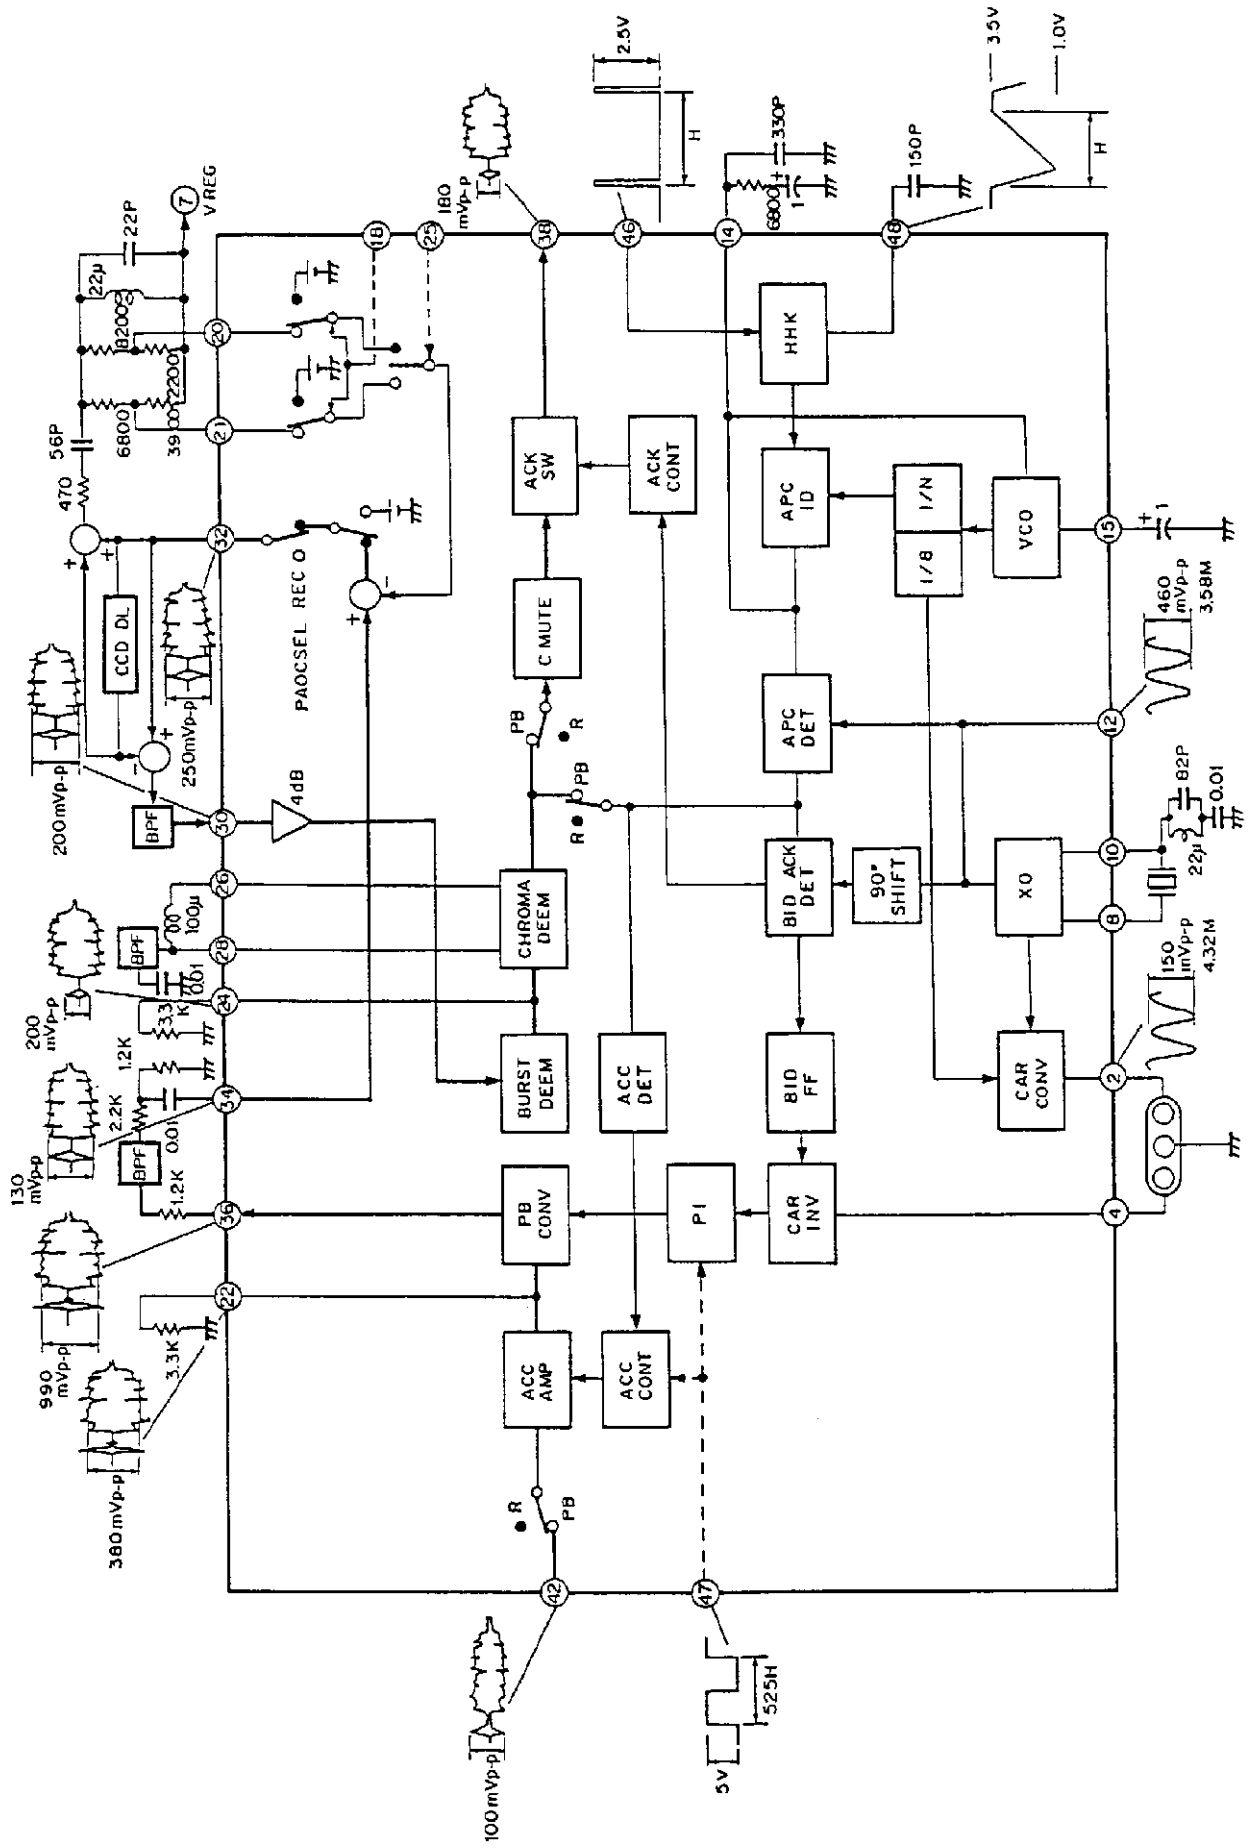 380mVp-p
990
mVp-p
130
mVp-p
200
mVp-p
200mVp-p
250mVp-p
3.3K
22
36
1.2K
BPF
2.2K
0.01
1.2K
34
3.3
K
24
0.01
BPF
28
100μ
26
BPF
30
4dB
CCD DL
+
+
-
+
32
470
56P
6800
3900
21
8200
2200
20
22μ
22P
7
V REG
18
25
180
mVp-p
38
PAOCSEL REC O
+
-
100mVp-p
42
R
PB
ACC
AMP
PB
CONV
BURST
DEEM
CHROMA
DEEM
PB
R
C MUTE
ACK
SW
R
PB
ACC
CONT
ACC
DET
ACK
CONT
46
2.5V
H
5V
525H
47
PI
CAR
INV
BID
FF
BID ACK
DET
APC
DET
APC
ID
HHK
14
6800
1
+
330P
90°
SHIFT
1/8
1/N
48
150P
3.5V
1.0V
H
CAR
CONV
XO
VCO
4
2
150
mVp-p
4.32M
8
10
22μ
82P
0.01
12
460
mVp-p
3.58M
15
+
1